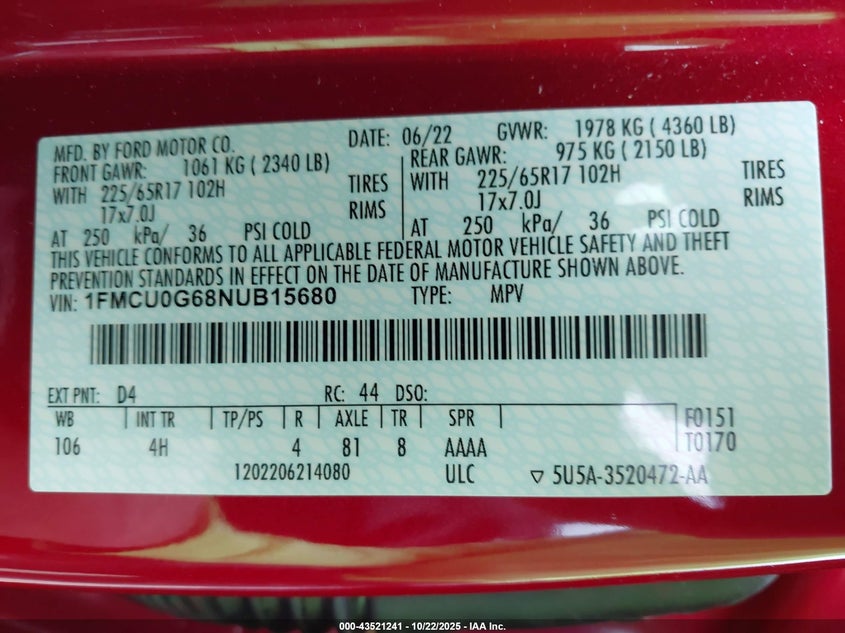 MFD. BY FORD MOTOR CO. DATE: 06/22 GVWR: 1978 KG ( 4360 LB)
FRONT GAWR: 1061 KG ( 2340 LB) REAR GAWR: 975 KG ( 2150 LB)
WITH 225/65R17 102H TIRES WITH 225/65R17 102H TIRES
17x7.0J RIMS 17x7.0J RIMS
AT 250 kPa/ 36 PSI COLD AT 250 kPa/ 36 PSI COLD
THIS VEHICLE CONFORMS TO ALL APPLICABLE FEDERAL MOTOR VEHICLE SAFETY AND THEFT
PREVENTION STANDARDS IN EFFECT ON THE DATE OF MANUFACTURE SHOWN ABOVE.
VIN: 1FMCU0G68NUB15680 TYPE: MPV
EXT PNT: D4 RC: 44 DSO:
WB INT TR TP/PS R AXLE TR SPR F0151
106 4H 4 81 8 AAAA T0170
1202206214080 ULC ▽ 5U5A-3520472-AA
000-43521241 - 10/22/2025 - IAA Inc.